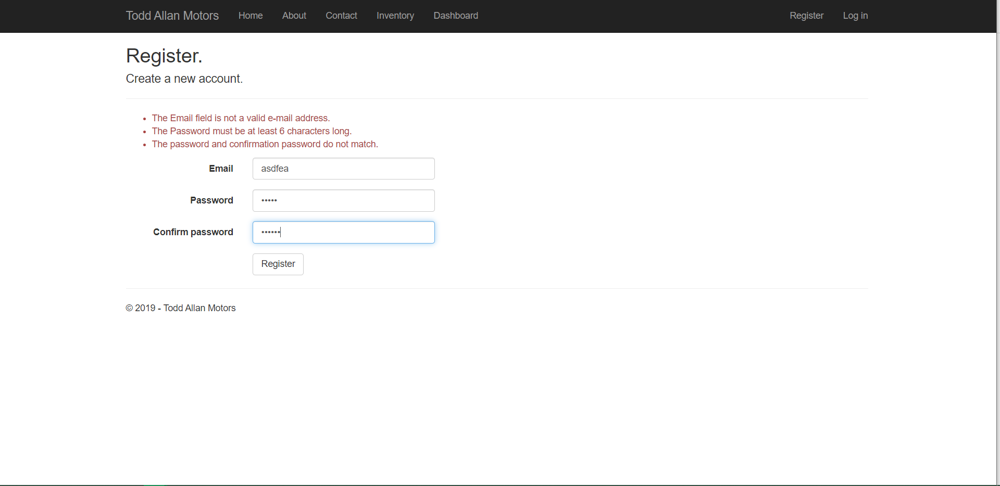 Todd Allan Motors Home About Contact Inventory Dashboard Register Log in
Register.
Create a new account.
• The Email field is not a valid e-mail address.
• The Password must be at least 6 characters long.
• The password and confirmation password do not match.
Email asdfea
Password •••••
Confirm password ••••••
Register
© 2019 - Todd Allan Motors